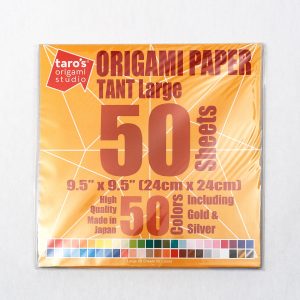 taro's
origami
studio
ORIGAMI PAPER
TANT Large
50
Sheets
9.5" x 9.5" (24cm x 24cm)
High
Quality
Made in
Japan
50
Colors
Including
Gold &
Silver